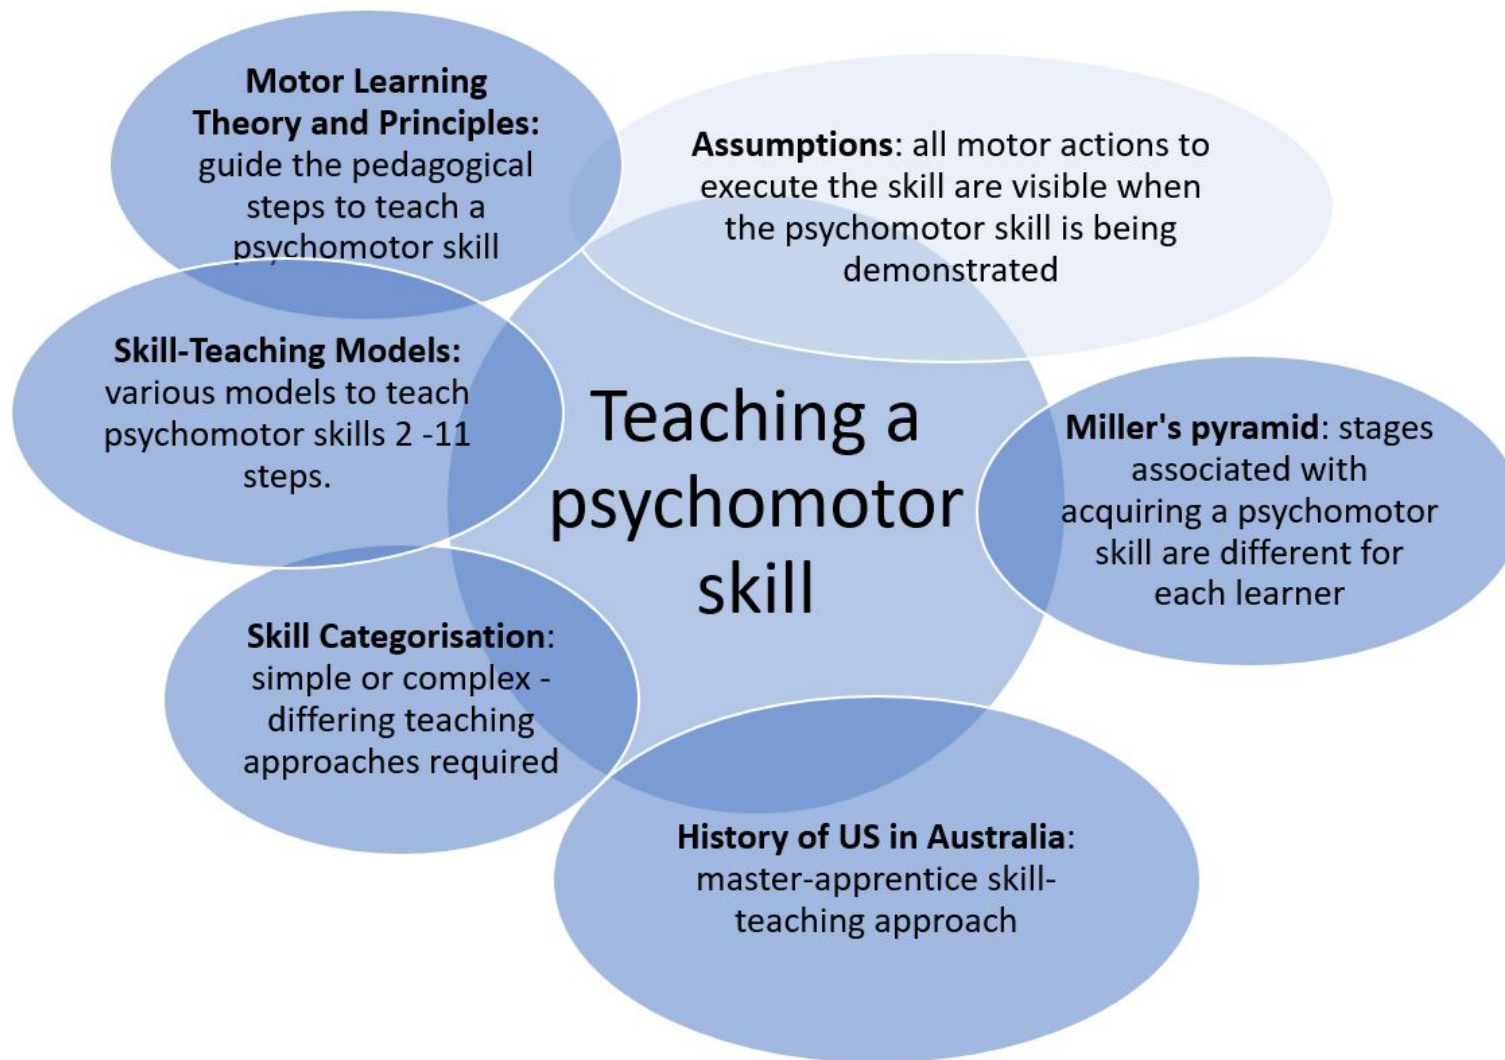 Motor Learning
Theory and Principles:
guide the pedagogical
steps to teach a
psychomotor skill
Assumptions: all motor actions to
execute the skill are visible when
the psychomotor skill is being
demonstrated
Skill-Teaching Models:
various models to teach
psychomotor skills 2 -11
steps.
Teaching a
psychomotor
skill
Miller's pyramid: stages
associated with
acquiring a psychomotor
skill are different for
each learner
Skill Categorisation:
simple or complex -
differing teaching
approaches required
History of US in Australia:
master-apprentice skill-
teaching approach